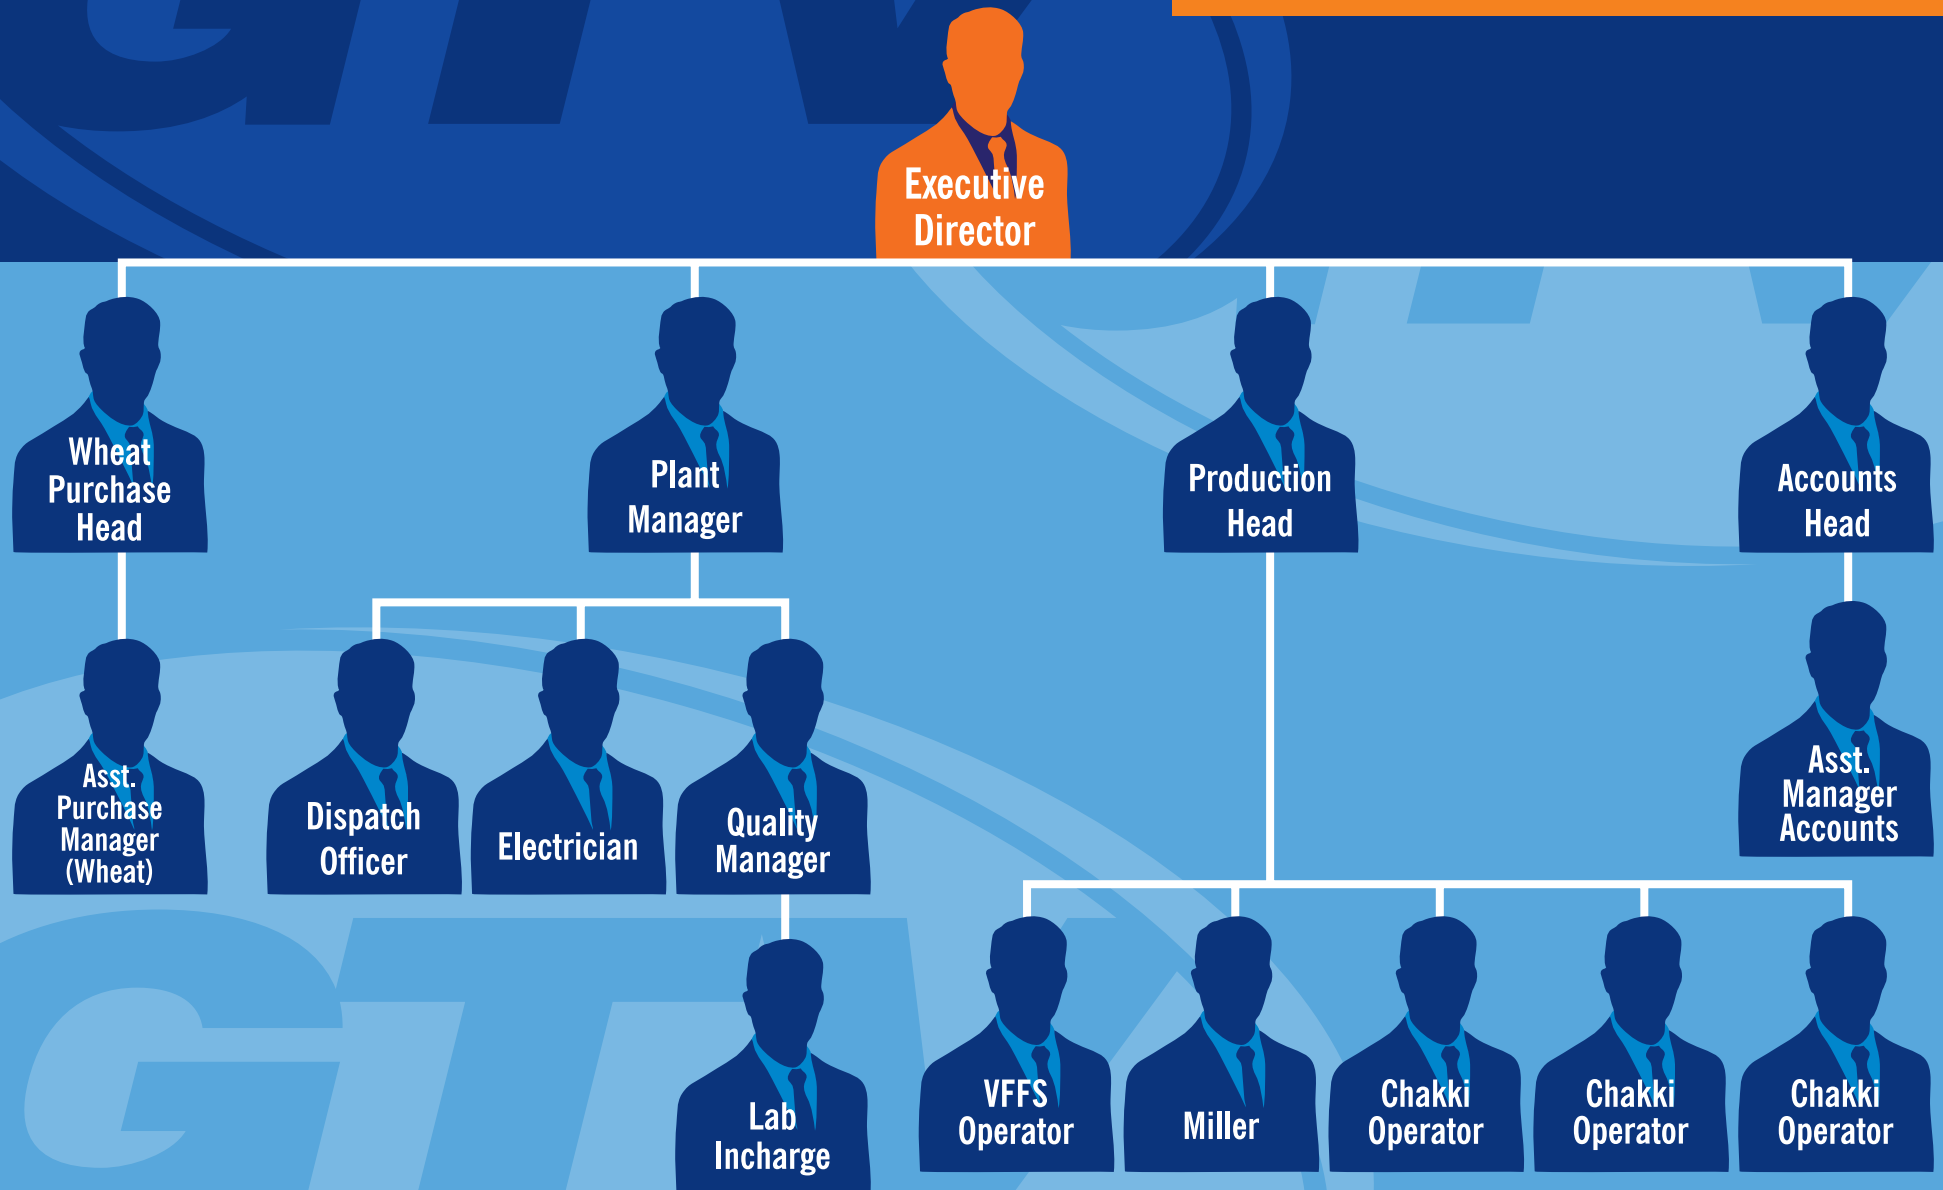 Executive
Director
Wheat
Purchase
Head
Plant
Manager
Production
Head
Accounts
Head
Asst.
Purchase
Manager
(Wheat)
Dispatch
Officer
Electrician
Quality
Manager
Asst.
Manager
Accounts
Lab
Incharge
VFFS
Operator
Miller
Chakki
Operator
Chakki
Operator
Chakki
Operator